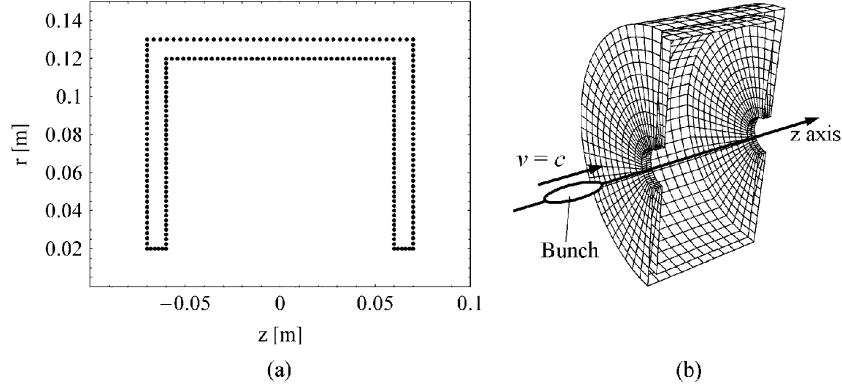 0.14
0.12
0.1
0.08
0.06
0.04
0.02
r [m]
−0.05 0 0.05 0.1
z [m]
(a)
v = c
z axis
Bunch
(b)